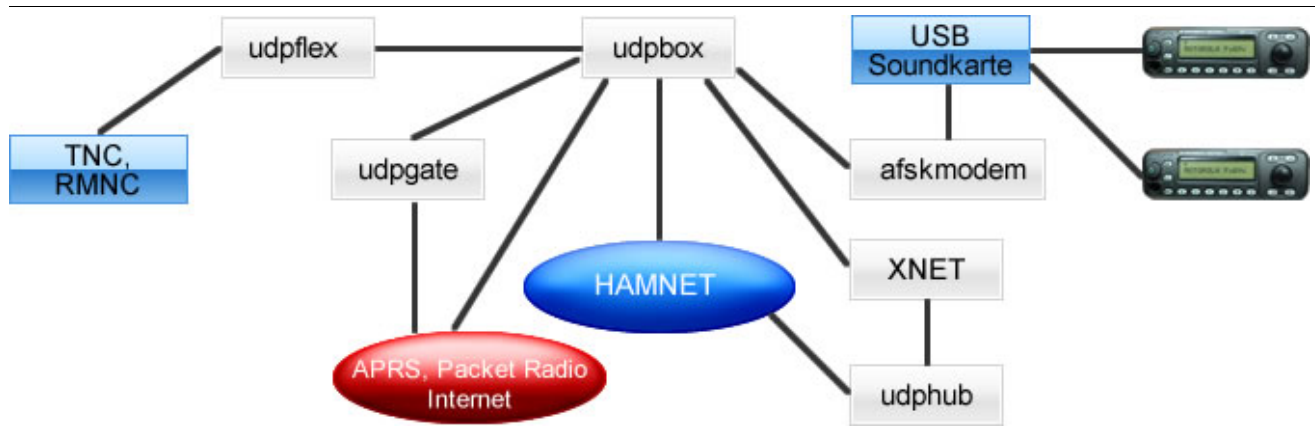 udpflex
udpbox
USB
Soundkarte
TNC,
RMNC
udpgate
afskmodem
HAMNET
XNET
APRS, Packet Radio
Internet
udphub